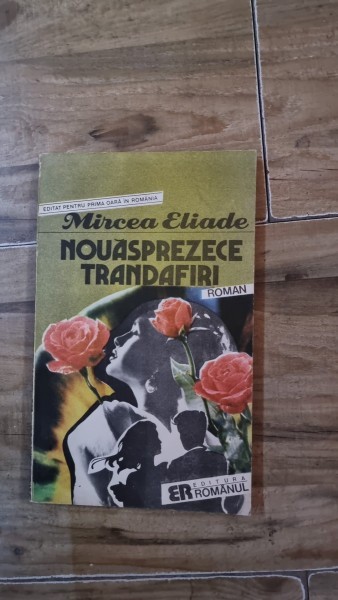 EDITAT PENTRU PRIMA OARĂ ÎN ROMÂNIA
Mircea Eliade
NOUĂSPREZECE
TRANDAFIRI
ROMAN
ER EDITURA
ROMÂNUL